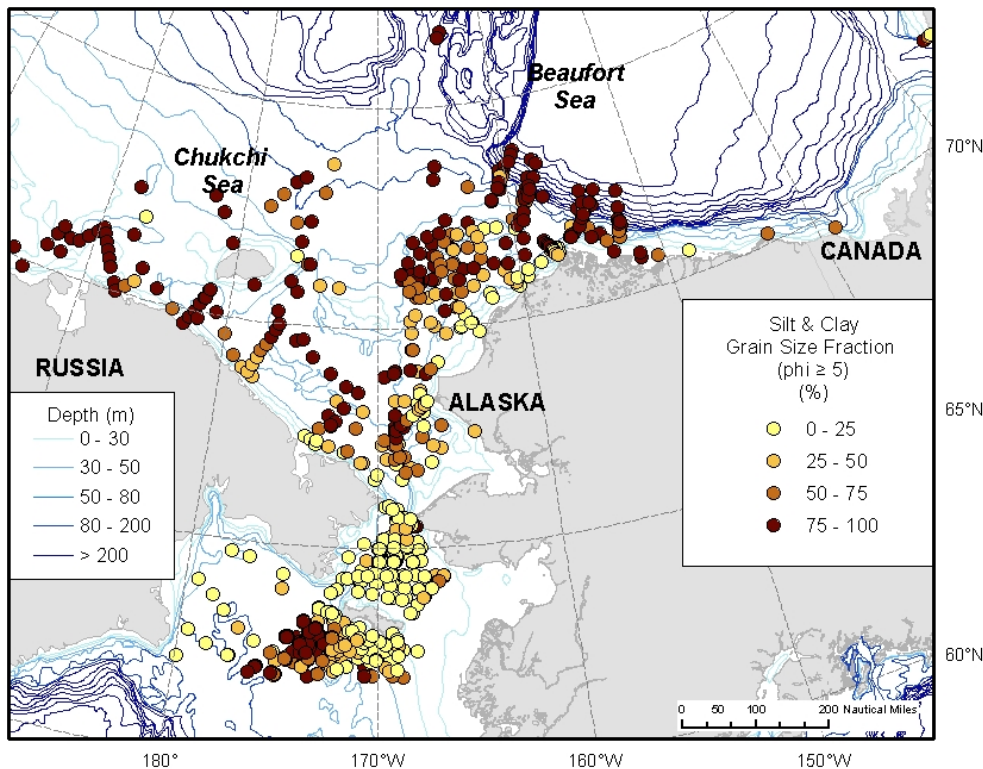 Beaufort
Sea
Chukchi
Sea
70°N
CANADA
Silt & Clay
Grain Size Fraction
(phi ≥ 5)
(%)
0 - 25
25 - 50
50 - 75
75 - 100
RUSSIA
ALASKA
Depth (m)
0 - 30
30 - 50
50 - 80
80 - 200
> 200
65°N
60°N
0 50 100 200 Nautical Miles
180° 170°W 160°W 150°W